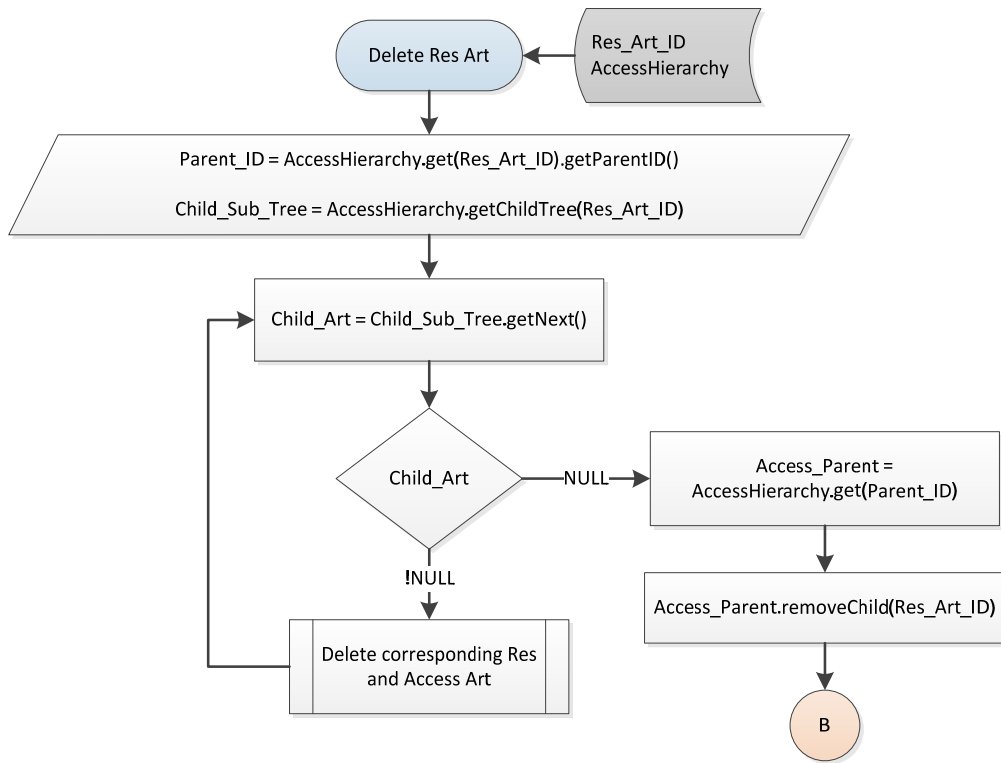 Delete Res Art
Res_Art_ID
AccessHierarchy
Parent_ID = AccessHierarchy.get(Res_Art_ID).getParentID()
Child_Sub_Tree = AccessHierarchy.getChildTree(Res_Art_ID)
Child_Art = Child_Sub_Tree.getNext()
Child_Art
NULL
Access_Parent =
AccessHierarchy.get(Parent_ID)
!NULL
Access_Parent.removeChild(Res_Art_ID)
Delete corresponding Res
and Access Art
B